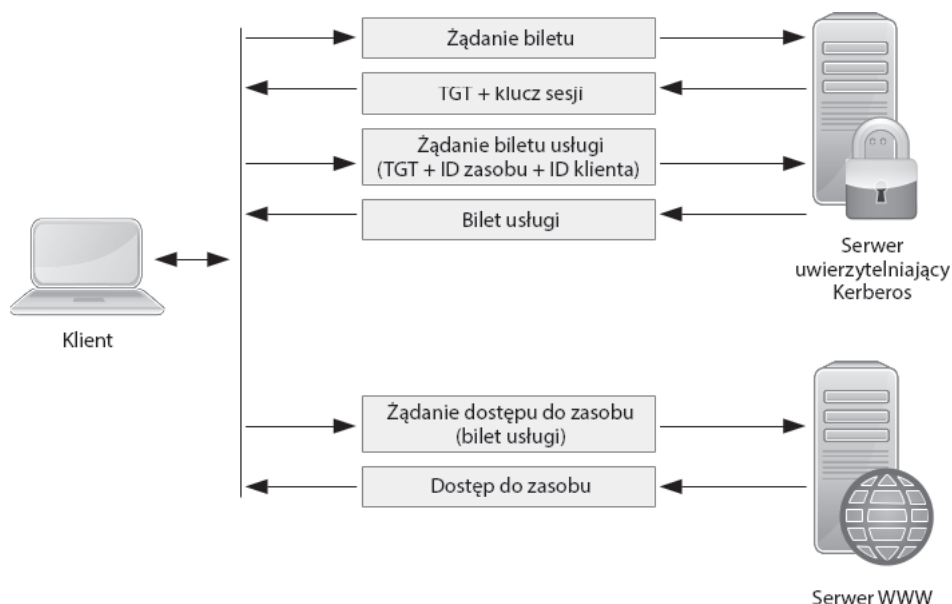 Żądanie biletu
TGT + klucz sesji
Żądanie biletu usługi
(TGT + ID zasobu + ID klienta)
Bilet usługi
Serwer
uwierzytelniający
Kerberos
Klient
Żądanie dostępu do zasobu
(bilet usługi)
Dostęp do zasobu
Serwer WWW